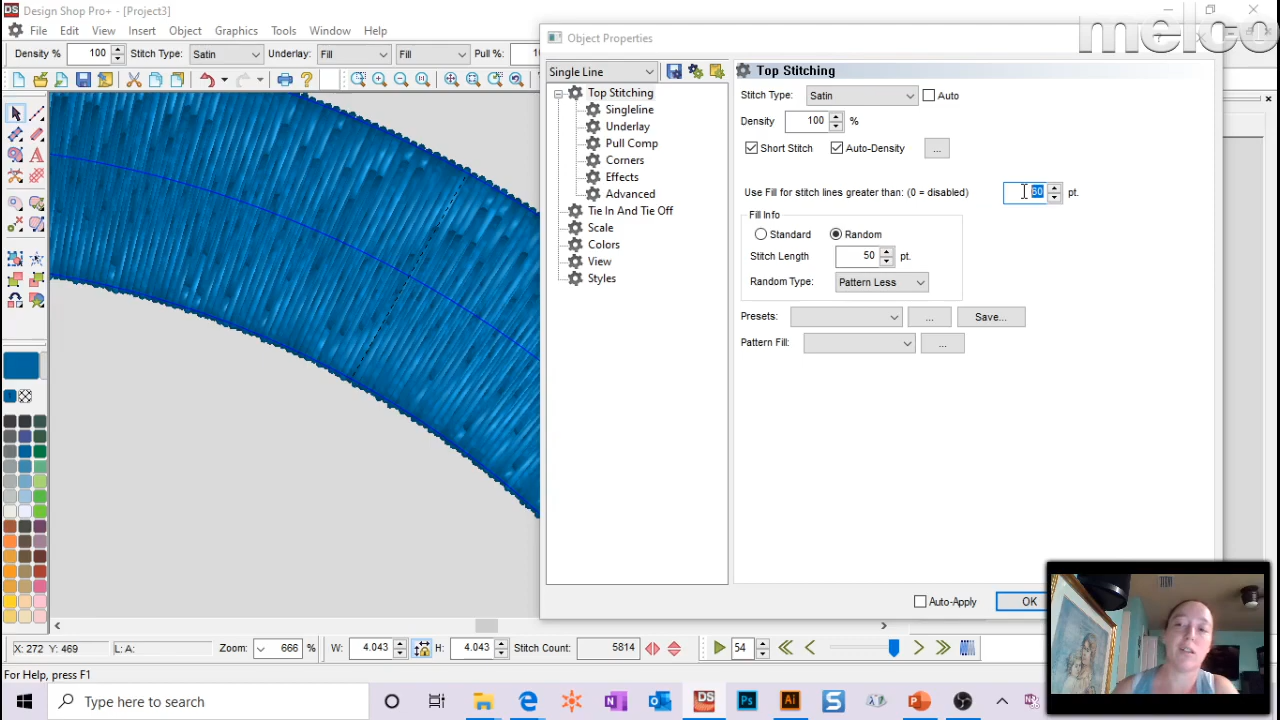 DS Design Shop Pro+ - [Project3]
melco
File Edit View Insert Object Graphics Tools Window Help
Density % 100 Stitch Type: Satin Underlay: Fill Fill Pull %: 10
Object Properties
Single Line
Top Stitching
Singleline
Underlay
Pull Comp
Corners
Effects
Advanced
Tie In And Tie Off
Scale
Colors
View
Styles
Top Stitching
Stitch Type: Satin Auto
Density 100 %
Short Stitch Auto-Density ...
Use Fill for stitch lines greater than: (0 = disabled) 60 pt.
Fill Info
Standard Random
Stitch Length 50 pt.
Random Type: Pattern Less
Presets: ... Save...
Pattern Fill: ...
Auto-Apply OK
X: 272 Y: 469 L: A: Zoom: 666 % W: 4.043 H: 4.043 Stitch Count: 5814 54
For Help, press F1
Type here to search